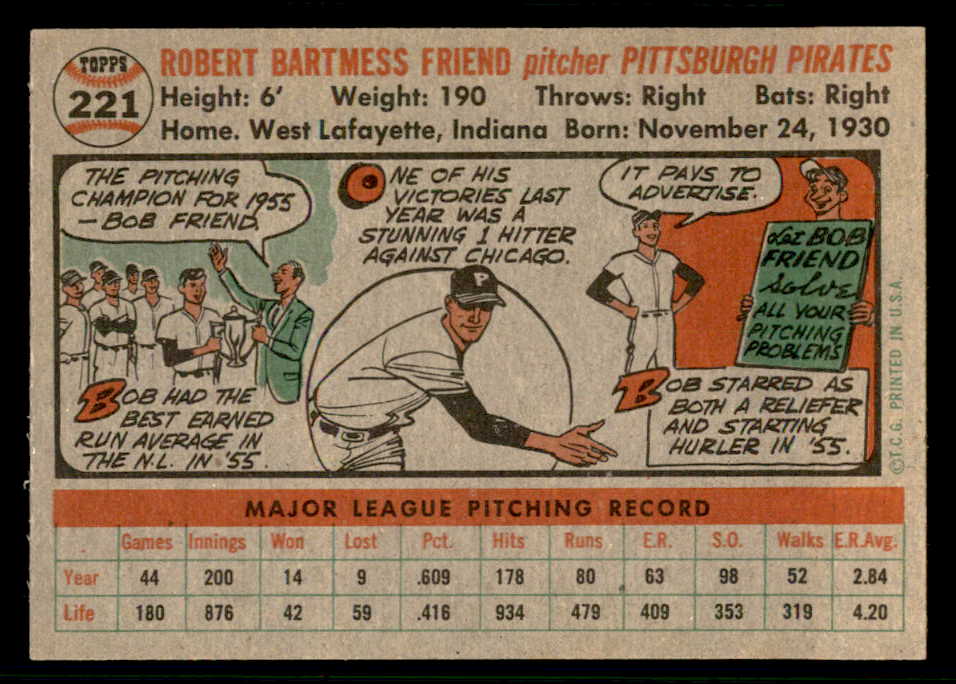 TOPPS
221
ROBERT BARTMESS FRIEND pitcher PITTSBURGH PIRATES
Height: 6' Weight: 190 Throws: Right Bats: Right
Home. West Lafayette, Indiana Born: November 24, 1930
THE PITCHING
CHAMPION FOR 1955
— BOB FRIEND.
BOB HAD THE
BEST EARNED
RUN AVERAGE IN
THE N.L. IN '55.
ONE OF HIS
VICTORIES LAST
YEAR WAS A
STUNNING 1 HITTER
AGAINST CHICAGO.
P
IT PAYS TO
ADVERTISE.
Let BOB
FRIEND
Solve
ALL YOUR
PITCHING
PROBLEMS
BOB STARRED AS
BOTH A RELIEFER
AND STARTING
HURLER IN '55.
©T.C.G. PRINTED IN U.S.A.
MAJOR LEAGUE PITCHING RECORD
Games Innings Won Lost Pct. Hits Runs E.R. S.O. Walks E.R.Avg.
Year 44 200 14 9 .609 178 80 63 98 52 2.84
Life 180 876 42 59 .416 934 479 409 353 319 4.20